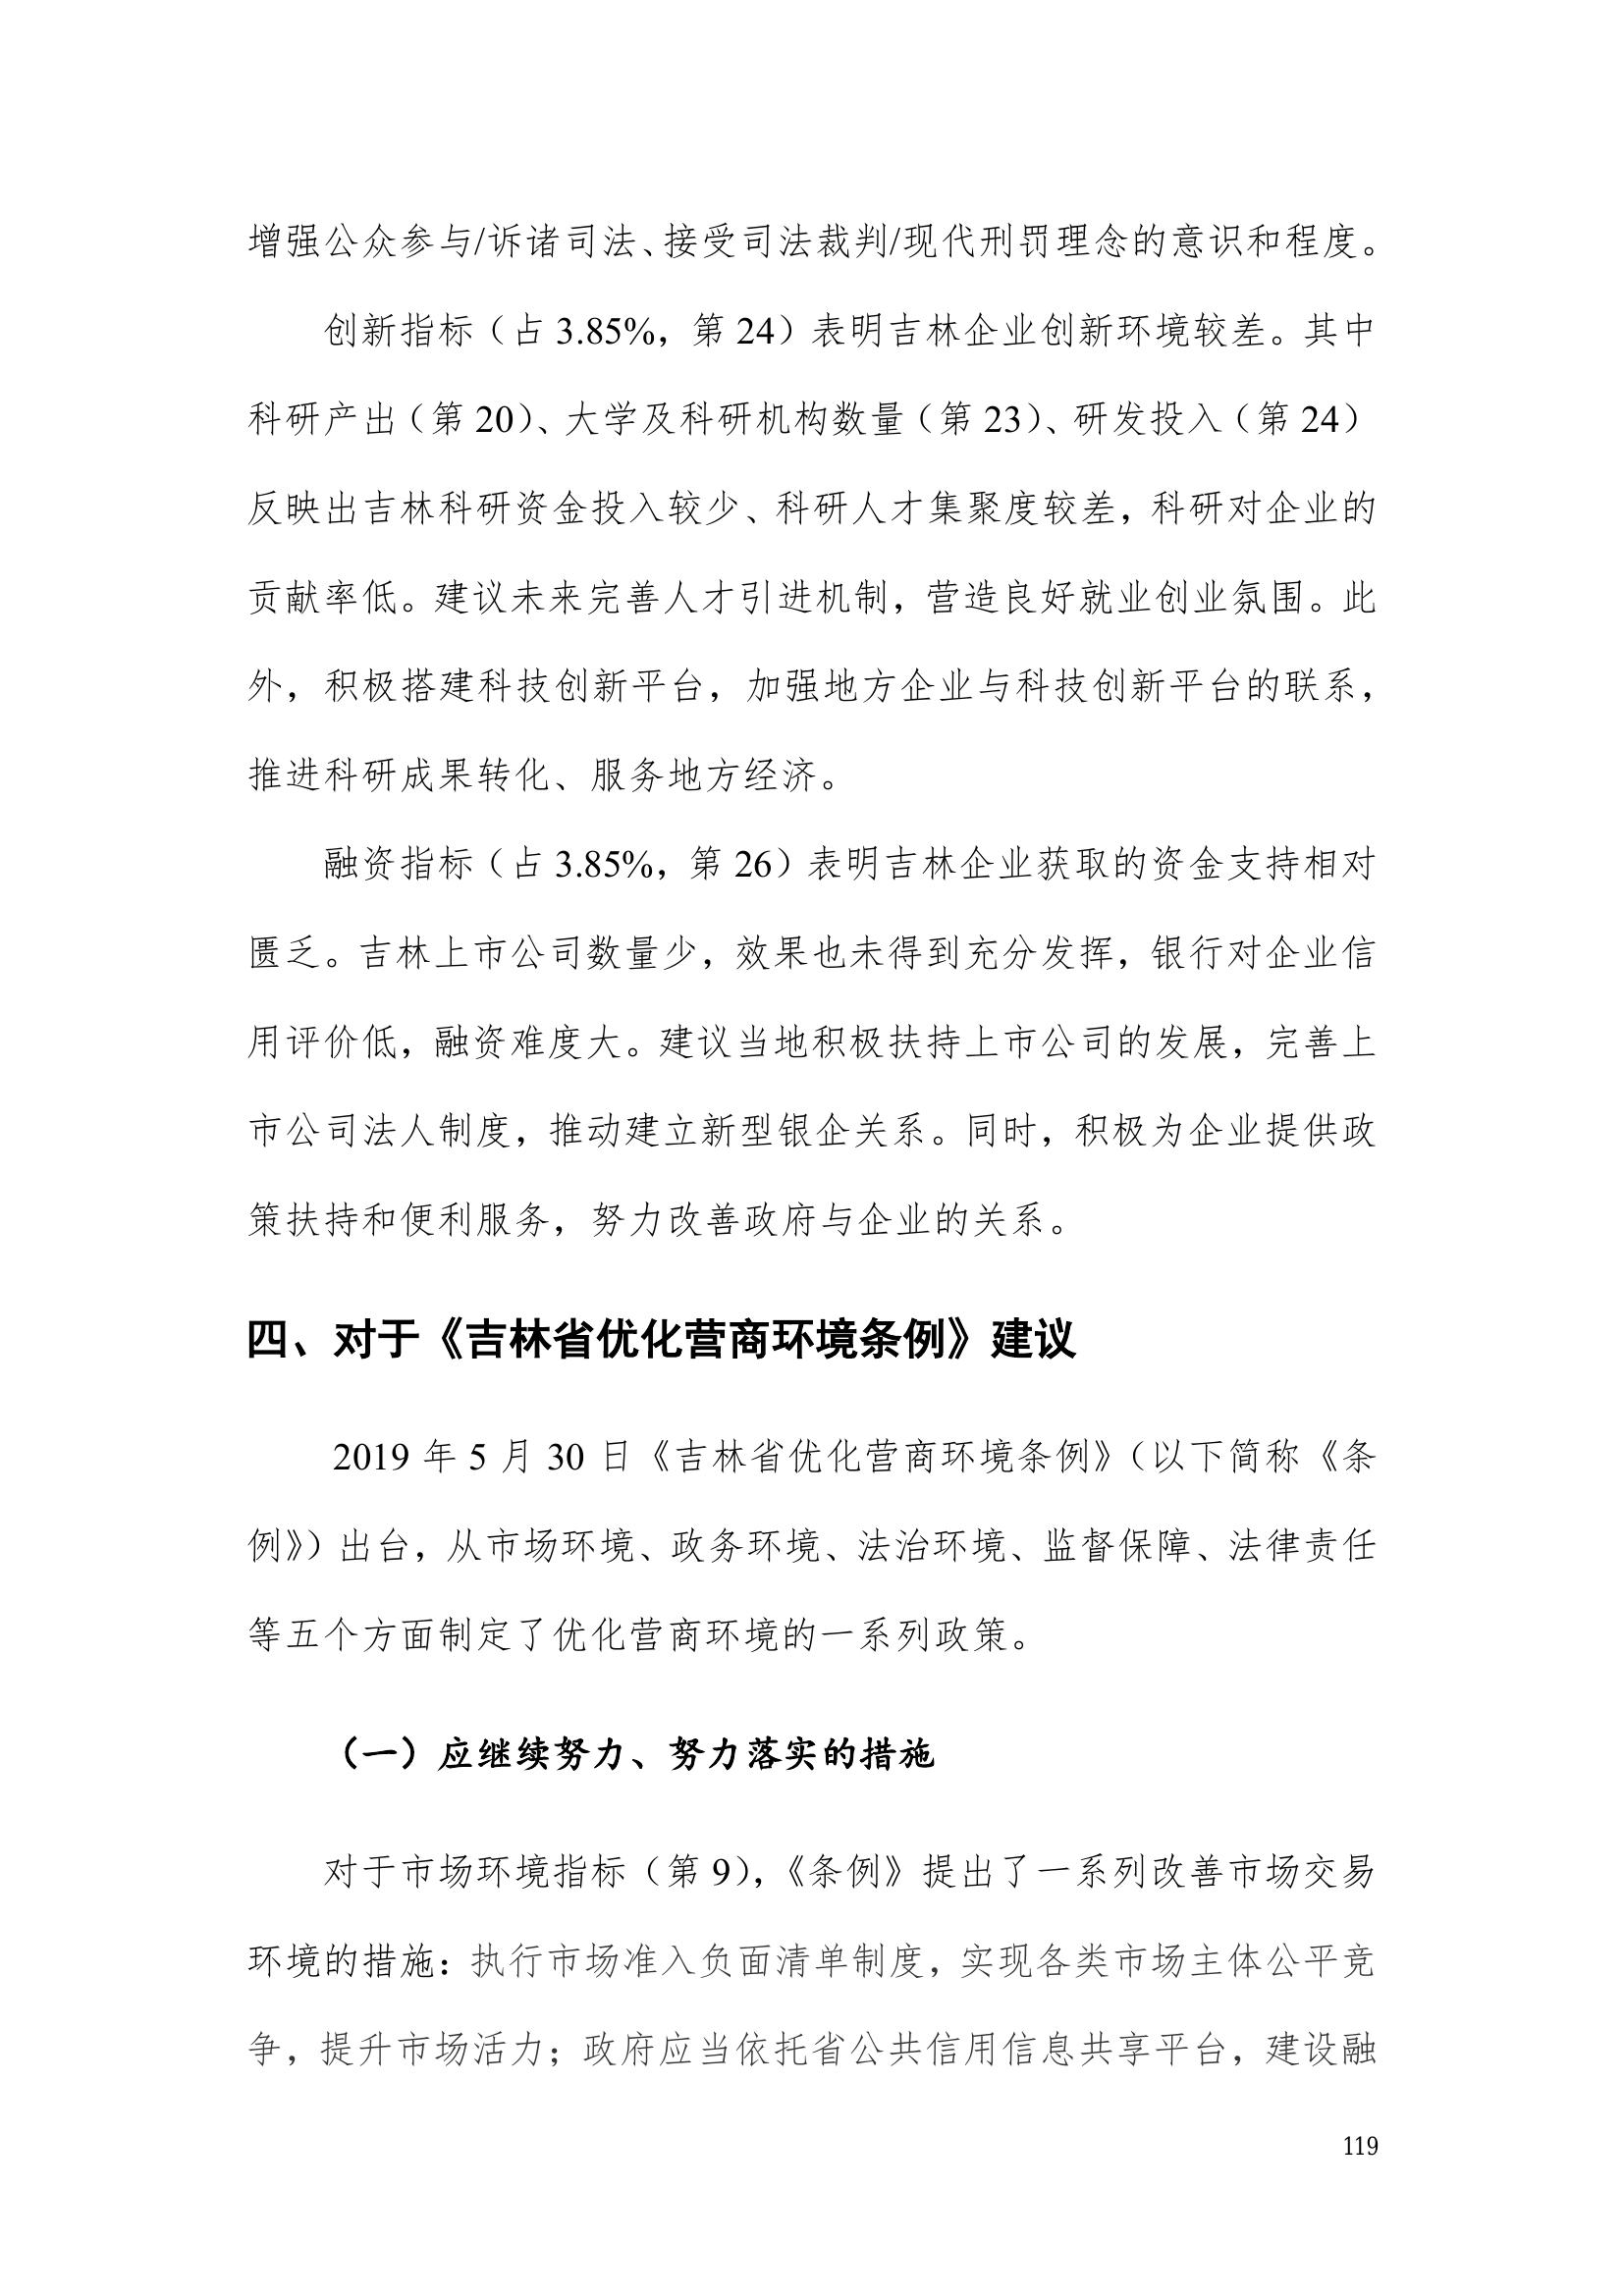 增强公众参与/诉诸司法、接受司法裁判/现代刑罚理念的意识和程度。
创新指标（占 3.85%，第 24）表明吉林企业创新环境较差。其中
科研产出（第 20）、大学及科研机构数量（第 23）、研发投入（第 24）
反映出吉林科研资金投入较少、科研人才集聚度较差，科研对企业的
贡献率低。建议未来完善人才引进机制，营造良好就业创业氛围。此
外，积极搭建科技创新平台，加强地方企业与科技创新平台的联系，
推进科研成果转化、服务地方经济。
融资指标（占 3.85%，第 26）表明吉林企业获取的资金支持相对
匮乏。吉林上市公司数量少，效果也未得到充分发挥，银行对企业信
用评价低，融资难度大。建议当地积极扶持上市公司的发展，完善上
市公司法人制度，推动建立新型银企关系。同时，积极为企业提供政
策扶持和便利服务，努力改善政府与企业的关系。
四、对于《吉林省优化营商环境条例》建议
2019 年 5 月 30 日《吉林省优化营商环境条例》（以下简称《条
例》）出台，从市场环境、政务环境、法治环境、监督保障、法律责任
等五个方面制定了优化营商环境的一系列政策。
（一）应继续努力、努力落实的措施
对于市场环境指标（第 9），《条例》提出了一系列改善市场交易
环境的措施：执行市场准入负面清单制度，实现各类市场主体公平竞
争，提升市场活力；政府应当依托省公共信用信息共享平台，建设融
119